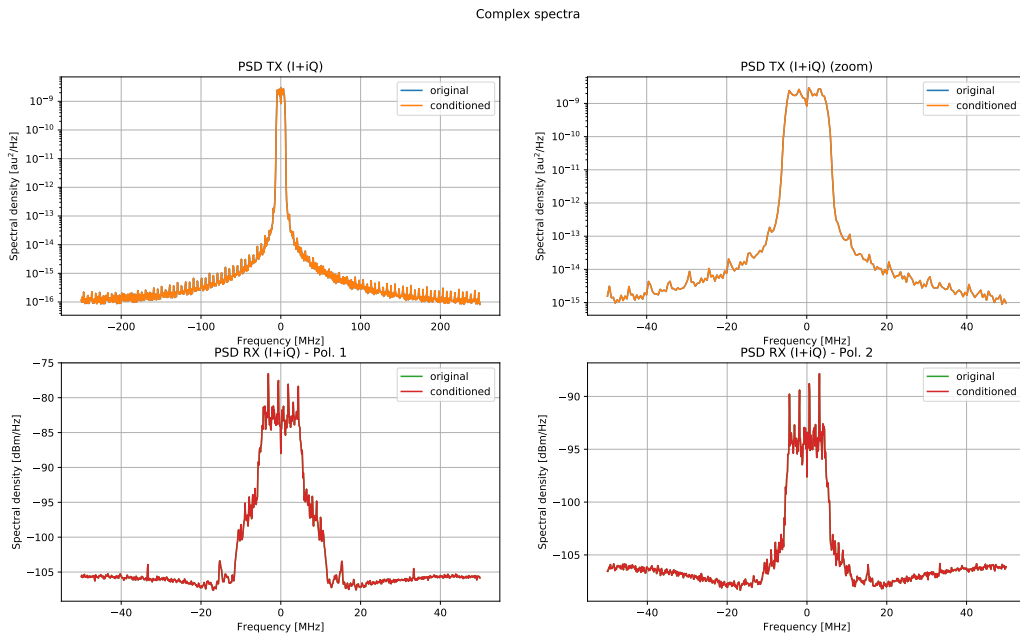 Complex spectra
PSD TX (I+iQ)
Spectral density [au²/Hz]
10⁻⁹
10⁻¹⁰
10⁻¹¹
10⁻¹²
10⁻¹³
10⁻¹⁴
10⁻¹⁵
10⁻¹⁶
original
conditioned
−200
−100
0
100
200
Frequency [MHz]
PSD TX (I+iQ) (zoom)
Spectral density [au²/Hz]
10⁻⁹
10⁻¹⁰
10⁻¹¹
10⁻¹²
10⁻¹³
10⁻¹⁴
10⁻¹⁵
original
conditioned
−40
−20
0
20
40
Frequency [MHz]
PSD RX (I+iQ) - Pol. 1
Spectral density [dBm/Hz]
−75
−80
−85
−90
−95
−100
−105
original
conditioned
−40
−20
0
20
40
Frequency [MHz]
PSD RX (I+iQ) - Pol. 2
Spectral density [dBm/Hz]
−90
−95
−100
−105
original
conditioned
−40
−20
0
20
40
Frequency [MHz]